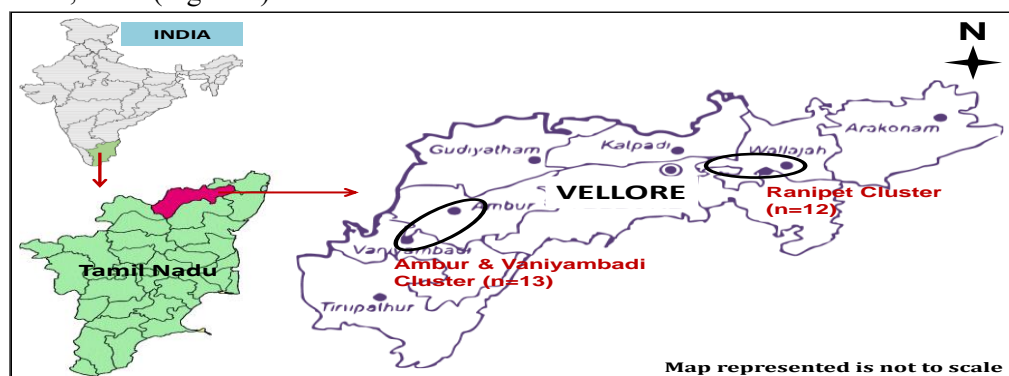 INDIA
N
Arakonam
Wallajah
Katpadi
Gudiyatham
VELLORE
Ranipet Cluster
(n=12)
Ambur
Vaniyambadi
Ambur & Vaniyambadi
Cluster (n=13)
Tamil Nadu
Tirupathur
Map represented is not to scale